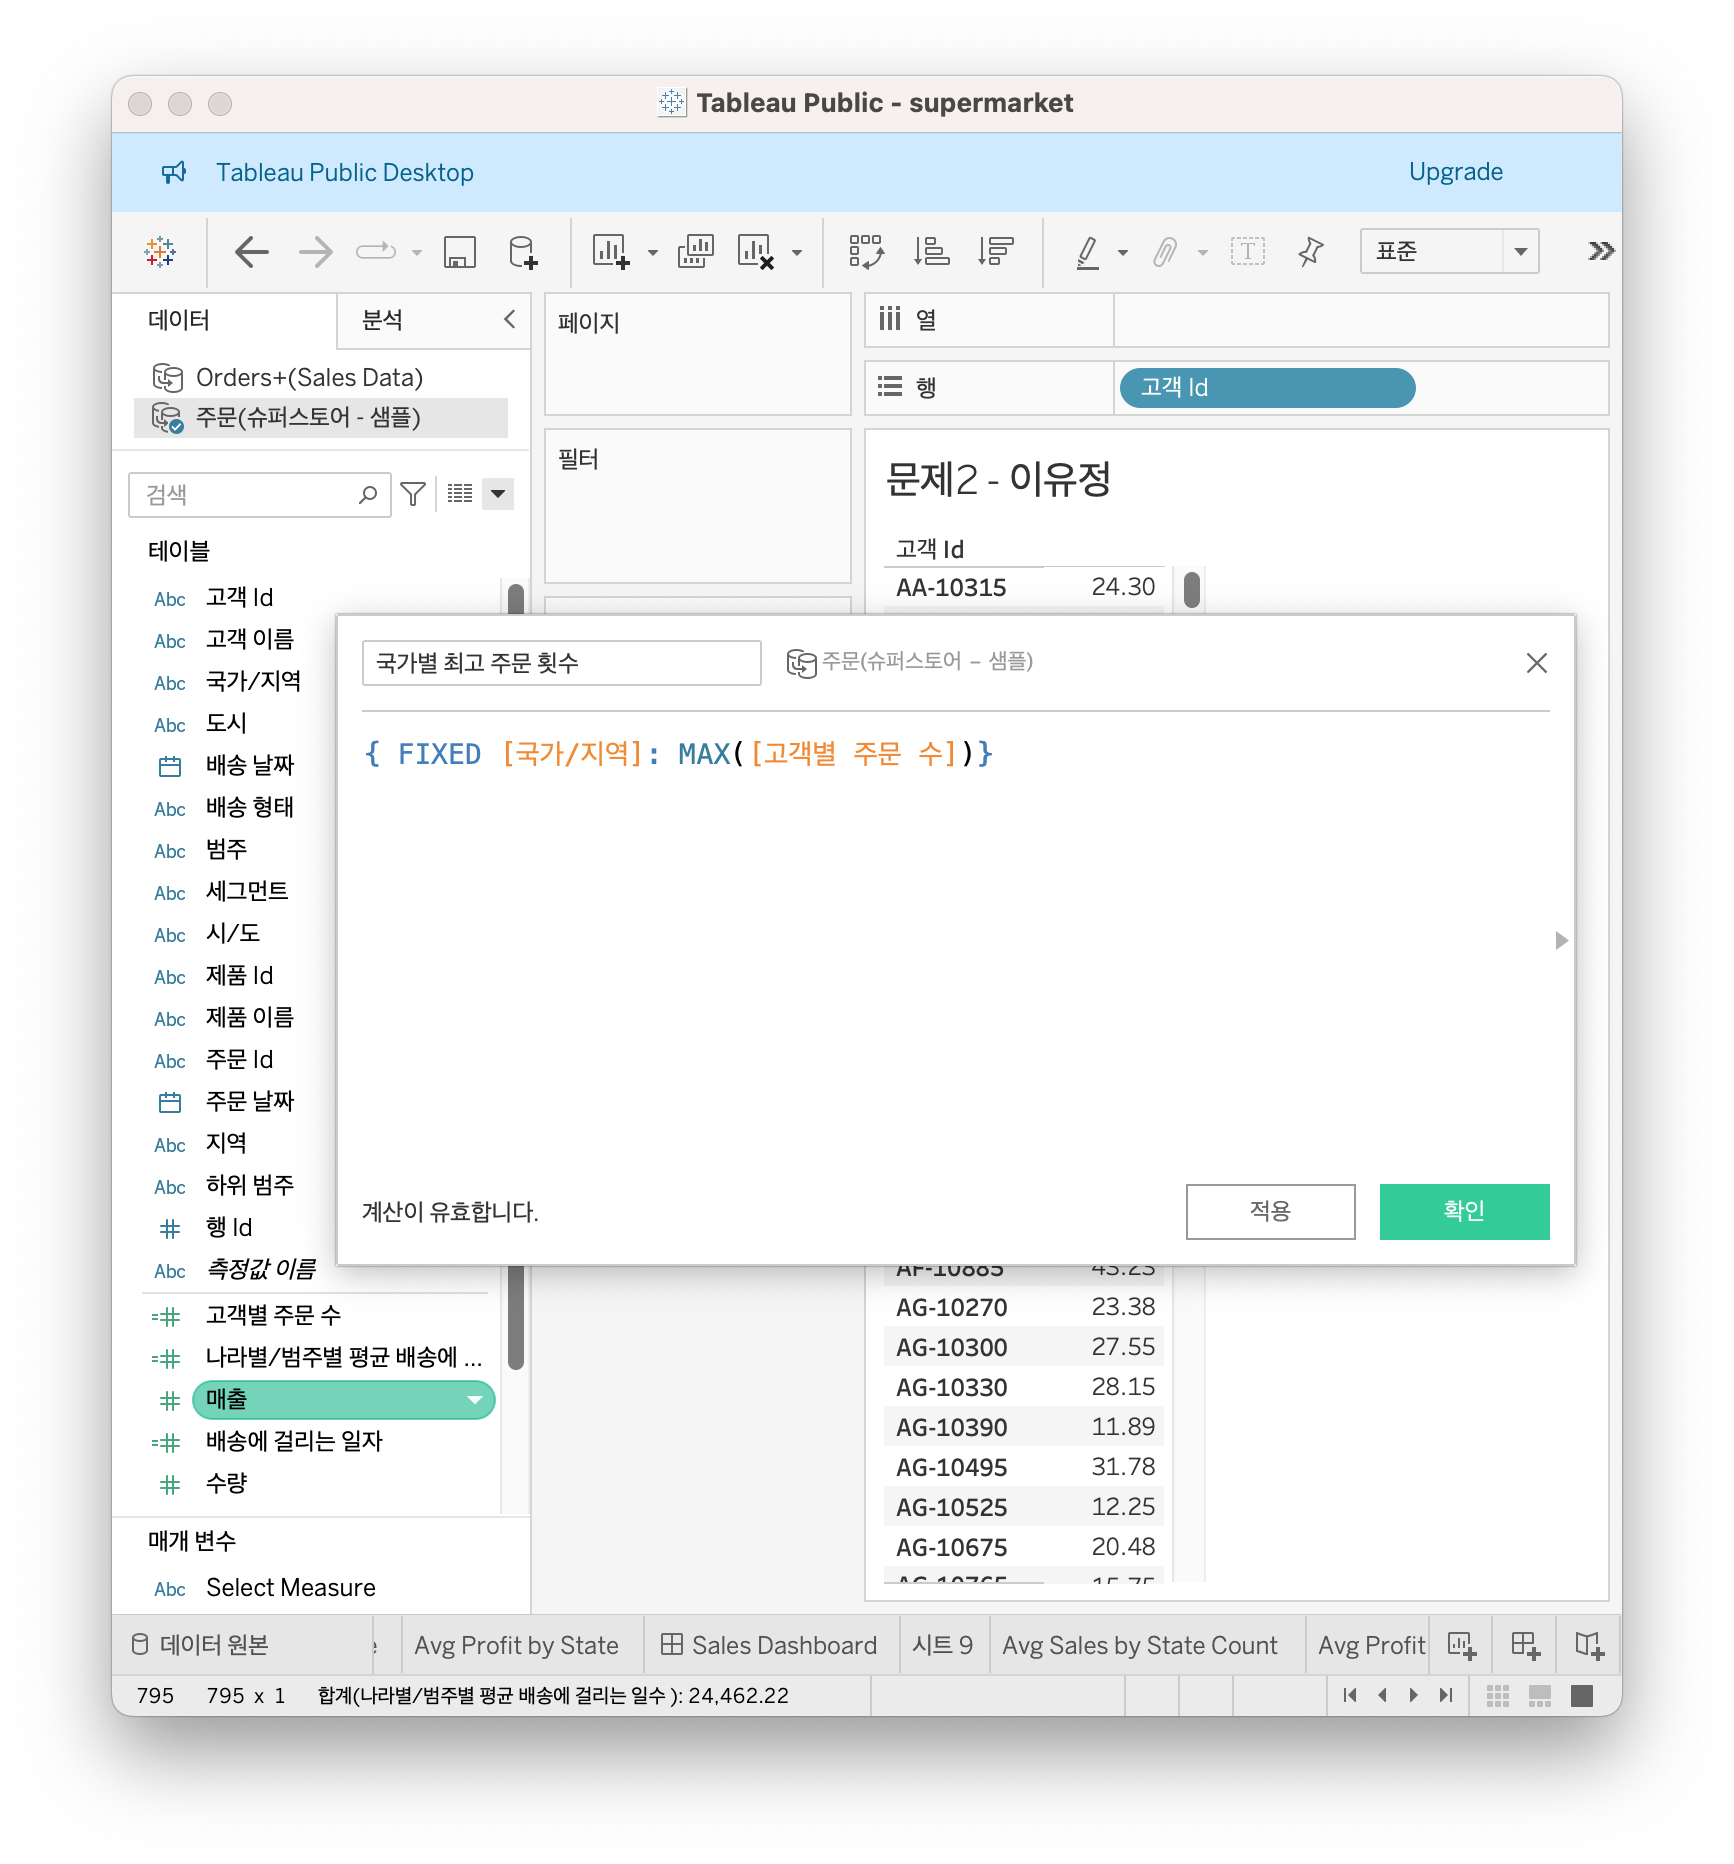 Tableau Public - supermarket
Tableau Public Desktop
Upgrade
표준
데이터
분석
Orders+(Sales Data)
주문(슈퍼스토어 - 샘플)
검색
테이블
Abc 고객 Id
Abc 고객 이름
Abc 국가/지역
Abc 도시
배송 날짜
Abc 배송 형태
Abc 범주
Abc 세그먼트
Abc 시/도
Abc 제품 Id
Abc 제품 이름
Abc 주문 Id
주문 날짜
Abc 지역
Abc 하위 범주
# 행 Id
Abc 측정값 이름
=# 고객별 주문 수
=# 나라별/범주별 평균 배송에 ...
# 매출
=# 배송에 걸리는 일자
# 수량
매개 변수
Abc Select Measure
페이지
필터
열
행
고객 Id
문제2 - 이유정
고객 Id
AA-10315 24.30
국가별 최고 주문 횟수
주문(슈퍼스토어 – 샘플)
{ FIXED [국가/지역]: MAX([고객별 주문 수])}
계산이 유효합니다.
적용
확인
AF-10885 43.23
AG-10270 23.38
AG-10300 27.55
AG-10330 28.15
AG-10390 11.89
AG-10495 31.78
AG-10525 12.25
AG-10675 20.48
AG-10765 15.75
데이터 원본
Avg Profit by State
Sales Dashboard
시트 9
Avg Sales by State Count
Avg Profit
795 795 x 1 합계(나라별/범주별 평균 배송에 걸리는 일수 ): 24,462.22